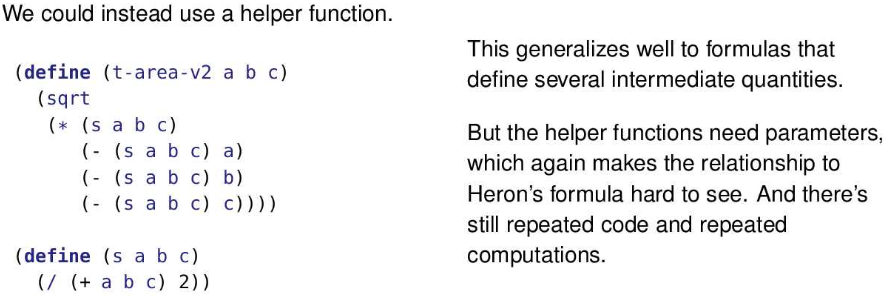 We could instead use a helper function.
(define (t-area-v2 a b c)
  (sqrt
   (* (s a b c)
      (- (s a b c) a)
      (- (s a b c) b)
      (- (s a b c) c))))
(define (s a b c)
  (/ (+ a b c) 2))
This generalizes well to formulas that
define several intermediate quantities.
But the helper functions need parameters,
which again makes the relationship to
Heron's formula hard to see. And there's
still repeated code and repeated
computations.